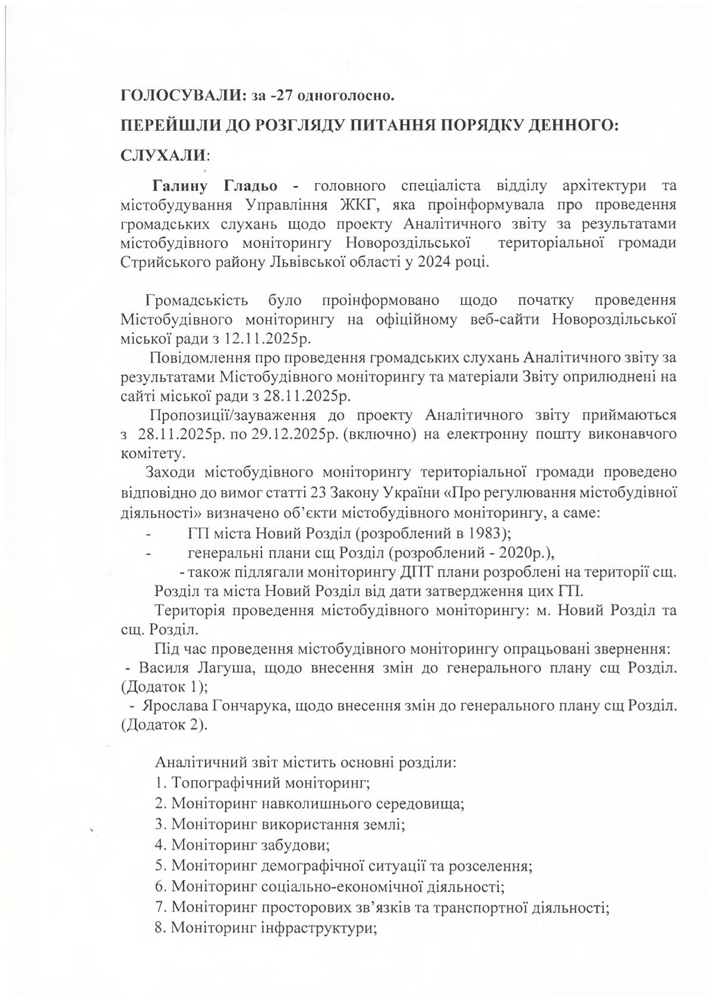 ГОЛОСУВАЛИ: за -27 одноголосно.
ПЕРЕЙШЛИ ДО РОЗГЛЯДУ ПИТАННЯ ПОРЯДКУ ДЕННОГО:
СЛУХАЛИ:
Галину Гладьо - головного спеціаліста відділу архітектури та
містобудування Управління ЖКГ, яка проінформувала про проведення
громадських слухань щодо проекту Аналітичного звіту за результатами
містобудівного моніторингу Новороздільської територіальної громади
Стрийського району Львівської області у 2024 році.
Громадськість було проінформовано щодо початку проведення
Містобудівного моніторингу на офіційному веб-сайти Новороздільської
міської ради з 12.11.2025р.
Повідомлення про проведення громадських слухань Аналітичного звіту за
результатами Містобудівного моніторингу та матеріали Звіту оприлюднені на
сайті міської ради з 28.11.2025р.
Пропозиції/зауваження до проекту Аналітичного звіту приймаються
з 28.11.2025р. по 29.12.2025р. (включно) на електронну пошту виконавчого
комітету.
Заходи містобудівного моніторингу територіальної громади проведено
відповідно до вимог статті 23 Закону України «Про регулювання містобудівної
діяльності» визначено об’єкти містобудівного моніторингу, а саме:
- ГП міста Новий Розділ (розроблений в 1983);
- генеральні плани сщ Розділ (розроблений - 2020р.),
- також підлягали моніторингу ДПТ плани розроблені на території сщ.
Розділ та міста Новий Розділ від дати затвердження цих ГП.
Територія проведення містобудівного моніторингу: м. Новий Розділ та
сщ. Розділ.
Під час проведення містобудівного моніторингу опрацьовані звернення:
- Василя Лагуша, щодо внесення змін до генерального плану сщ Розділ.
(Додаток 1);
- Ярослава Гончарука, щодо внесення змін до генерального плану сщ Розділ.
(Додаток 2).
Аналітичний звіт містить основні розділи:
1. Топографічний моніторинг;
2. Моніторинг навколишнього середовища;
3. Моніторинг використання землі;
4. Моніторинг забудови;
5. Моніторинг демографічної ситуації та розселення;
6. Моніторинг соціально-економічної діяльності;
7. Моніторинг просторових зв’язків та транспортної діяльності;
8. Моніторинг інфраструктури;